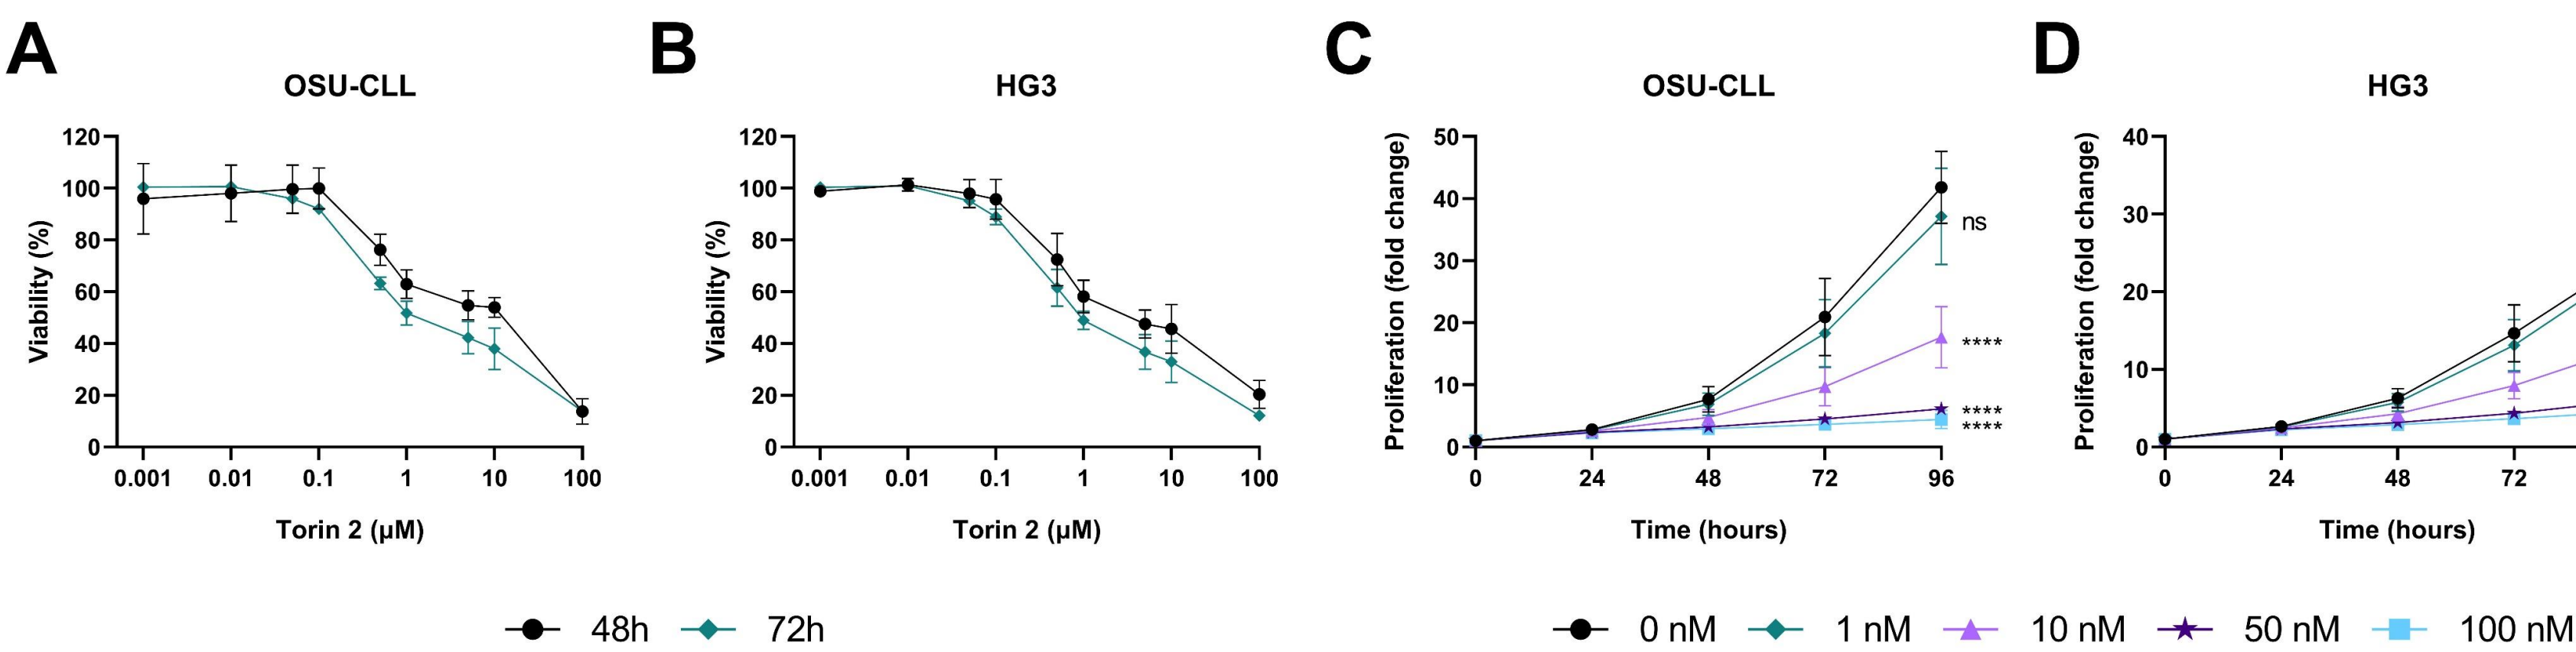 A
OSU-CLL
Viability (%)
120
100
80
60
40
20
0
0.001 0.01 0.1 1 10 100
Torin 2 (µM)
B
HG3
Viability (%)
120
100
80
60
40
20
0
0.001 0.01 0.1 1 10 100
Torin 2 (µM)
48h 72h
C
OSU-CLL
Proliferation (fold change)
50
40
30
20
10
0
0 24 48 72 96
ns
****
****
****
Time (hours)
D
HG3
Proliferation (fold change)
40
30
20
10
0
0 24 48 72
Time (hours)
0 nM 1 nM 10 nM 50 nM 100 nM